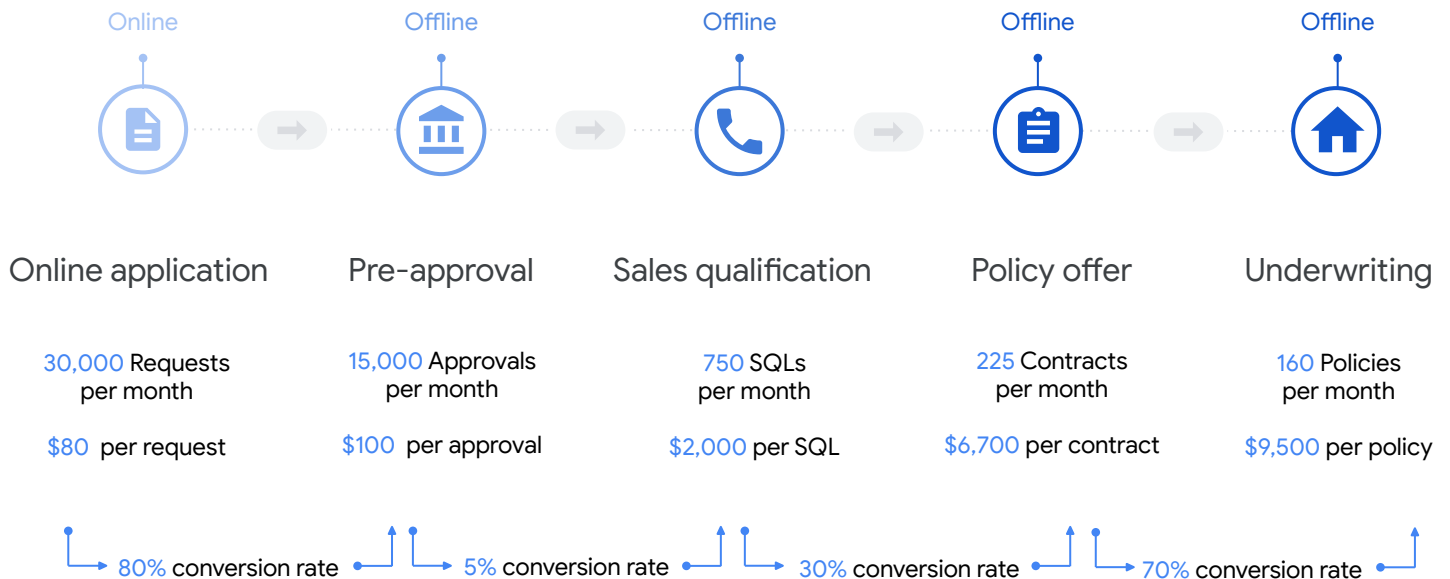 Online
Offline
Offline
Offline
Offline
Online application
Pre-approval
Sales qualification
Policy offer
Underwriting
30,000 Requests
per month
15,000 Approvals
per month
750 SQLs
per month
225 Contracts
per month
160 Policies
per month
$80 per request
$100 per approval
$2,000 per SQL
$6,700 per contract
$9,500 per policy
80% conversion rate
5% conversion rate
30% conversion rate
70% conversion rate